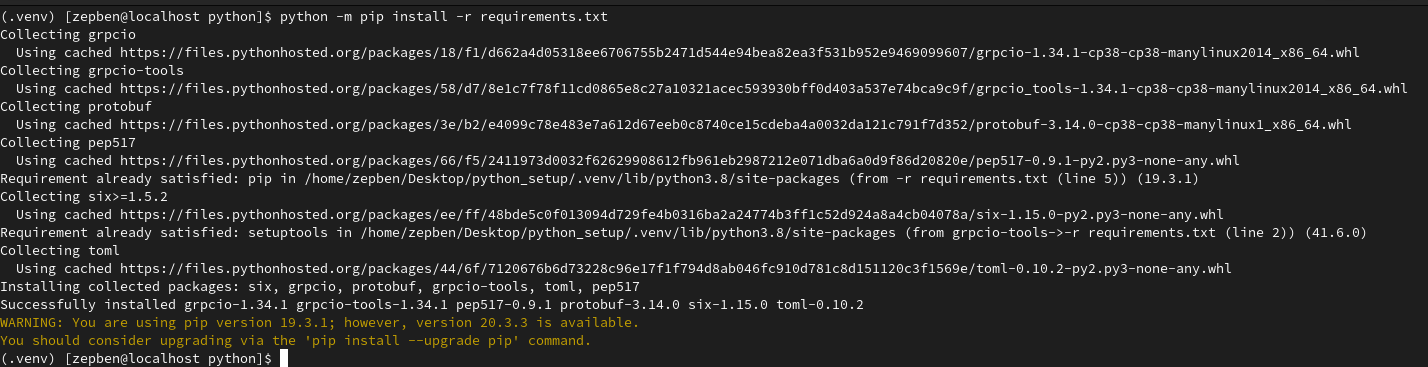 (.venv) [zepben@localhost python]$ python -m pip install -r requirements.txt
Collecting grpcio
  Using cached https://files.pythonhosted.org/packages/18/f1/d662a4d05318ee6706755b2471d544e94bea82ea3f531b952e9469099607/grpcio-1.34.1-cp38-cp38-manylinux2014_x86_64.whl
Collecting grpcio-tools
  Using cached https://files.pythonhosted.org/packages/58/d7/8e1c7f78f11cd0865e8c27a10321acec593930bff0d403a537e74bca9c9f/grpcio_tools-1.34.1-cp38-cp38-manylinux2014_x86_64.whl
Collecting protobuf
  Using cached https://files.pythonhosted.org/packages/3e/b2/e4099c78e483e7a612d67eeb0c8740ce15cdeba4a0032da121c791f7d352/protobuf-3.14.0-cp38-cp38-manylinux1_x86_64.whl
Collecting pep517
  Using cached https://files.pythonhosted.org/packages/66/f5/2411973d0032f62629908612fb961eb2987212e071dba6a0d9f86d20820e/pep517-0.9.1-py2.py3-none-any.whl
Requirement already satisfied: pip in /home/zepben/Desktop/python_setup/.venv/lib/python3.8/site-packages (from -r requirements.txt (line 5)) (19.3.1)
Collecting six>=1.5.2
  Using cached https://files.pythonhosted.org/packages/ee/ff/48bde5c0f013094d729fe4b0316ba2a24774b3ff1c52d924a8a4cb04078a/six-1.15.0-py2.py3-none-any.whl
Requirement already satisfied: setuptools in /home/zepben/Desktop/python_setup/.venv/lib/python3.8/site-packages (from grpcio-tools->-r requirements.txt (line 2)) (41.6.0)
Collecting toml
  Using cached https://files.pythonhosted.org/packages/44/6f/7120676b6d73228c96e17f1f794d8ab046fc910d781c8d151120c3f1569e/toml-0.10.2-py2.py3-none-any.whl
Installing collected packages: six, grpcio, protobuf, grpcio-tools, toml, pep517
Successfully installed grpcio-1.34.1 grpcio-tools-1.34.1 pep517-0.9.1 protobuf-3.14.0 six-1.15.0 toml-0.10.2
WARNING: You are using pip version 19.3.1; however, version 20.3.3 is available.
You should consider upgrading via the 'pip install --upgrade pip' command.
(.venv) [zepben@localhost python]$